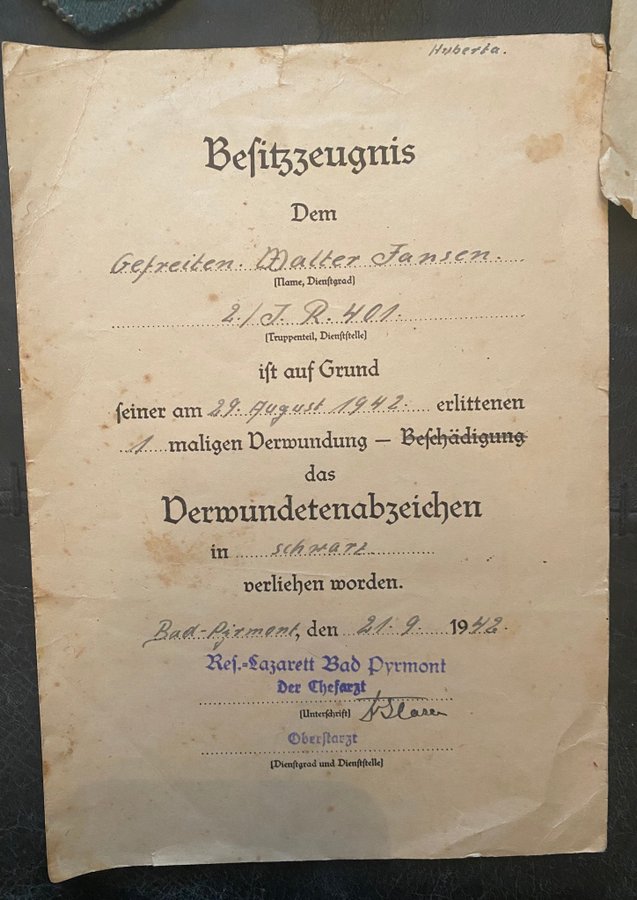 Huberta.
Besitzzeugnis
Dem
Gefreiten. Walter Jansen.
(Name, Dienstgrad)
2./J. R. 401.
(Truppenteil, Dienststelle)
ist auf Grund
seiner am 29. August 1942. erlittenen
1 maligen Verwundung – Beschädigung
das
Verwundetenabzeichen
in schwarz
verliehen worden.
Bad-Pyrmont, den 21. 9. 1942.
Res.-Lazarett Bad Pyrmont
Der Chefarzt
(Unterschrift)
Oberstarzt
(Dienstgrad und Dienststelle)